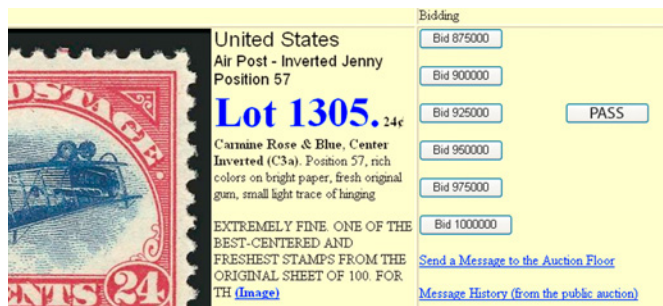 POSTAGE.
CENTS 24
United States
Air Post - Inverted Jenny
Position 57
Lot 1305. 24¢
Carmine Rose & Blue, Center
Inverted (C3a). Position 57, rich
colors on bright paper, fresh original
gum, small light trace of hinging
EXTREMELY FINE. ONE OF THE
BEST-CENTERED AND
FRESHEST STAMPS FROM THE
ORIGINAL SHEET OF 100. FOR
TH (Image)
Bidding
Bid 875000
Bid 900000
Bid 925000
PASS
Bid 950000
Bid 975000
Bid 1000000
Send a Message to the Auction Floor
Message History (from the public auction)